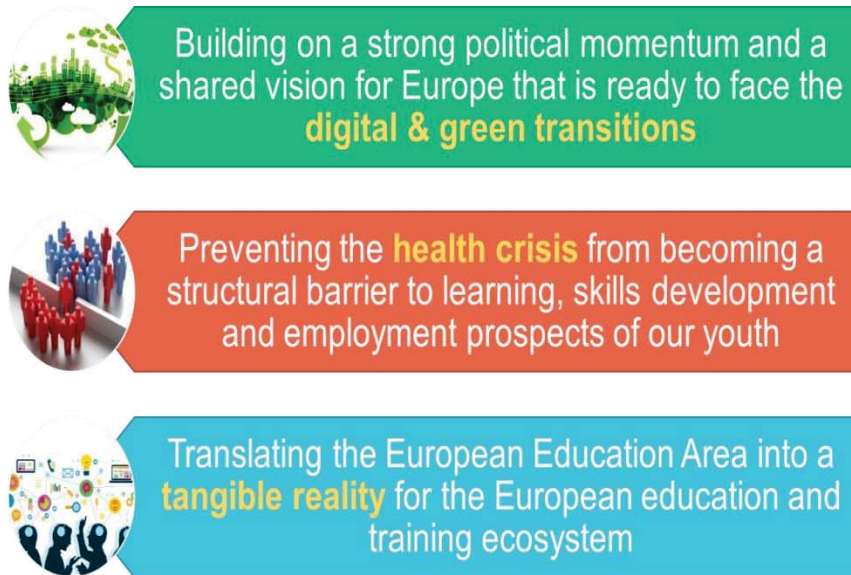 Building on a strong political momentum and a
shared vision for Europe that is ready to face the
digital & green transitions
Preventing the health crisis from becoming a
structural barrier to learning, skills development
and employment prospects of our youth
Translating the European Education Area into a
tangible reality for the European education and
training ecosystem